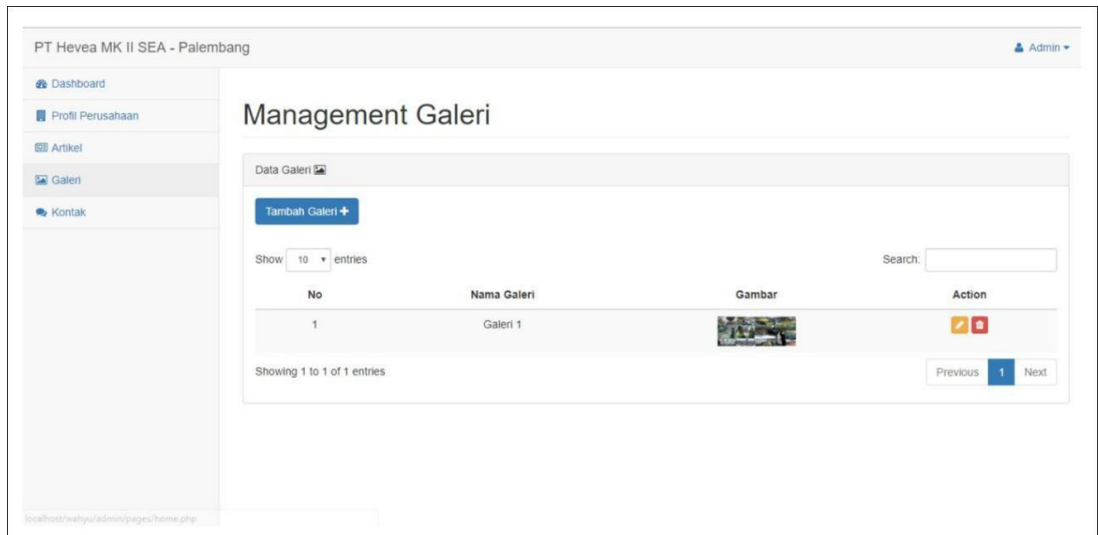 PT Hevea MK II SEA - Palembang
Admin
Dashboard
Profil Perusahaan
Artikel
Galeri
Kontak
Management Galeri
Data Galeri
Tambah Galeri
Show 10 entries
Search:
No Nama Galeri Gambar Action
1 Galeri 1
Showing 1 to 1 of 1 entries
Previous 1 Next
localhost/wahyu/admin/pages/home.php